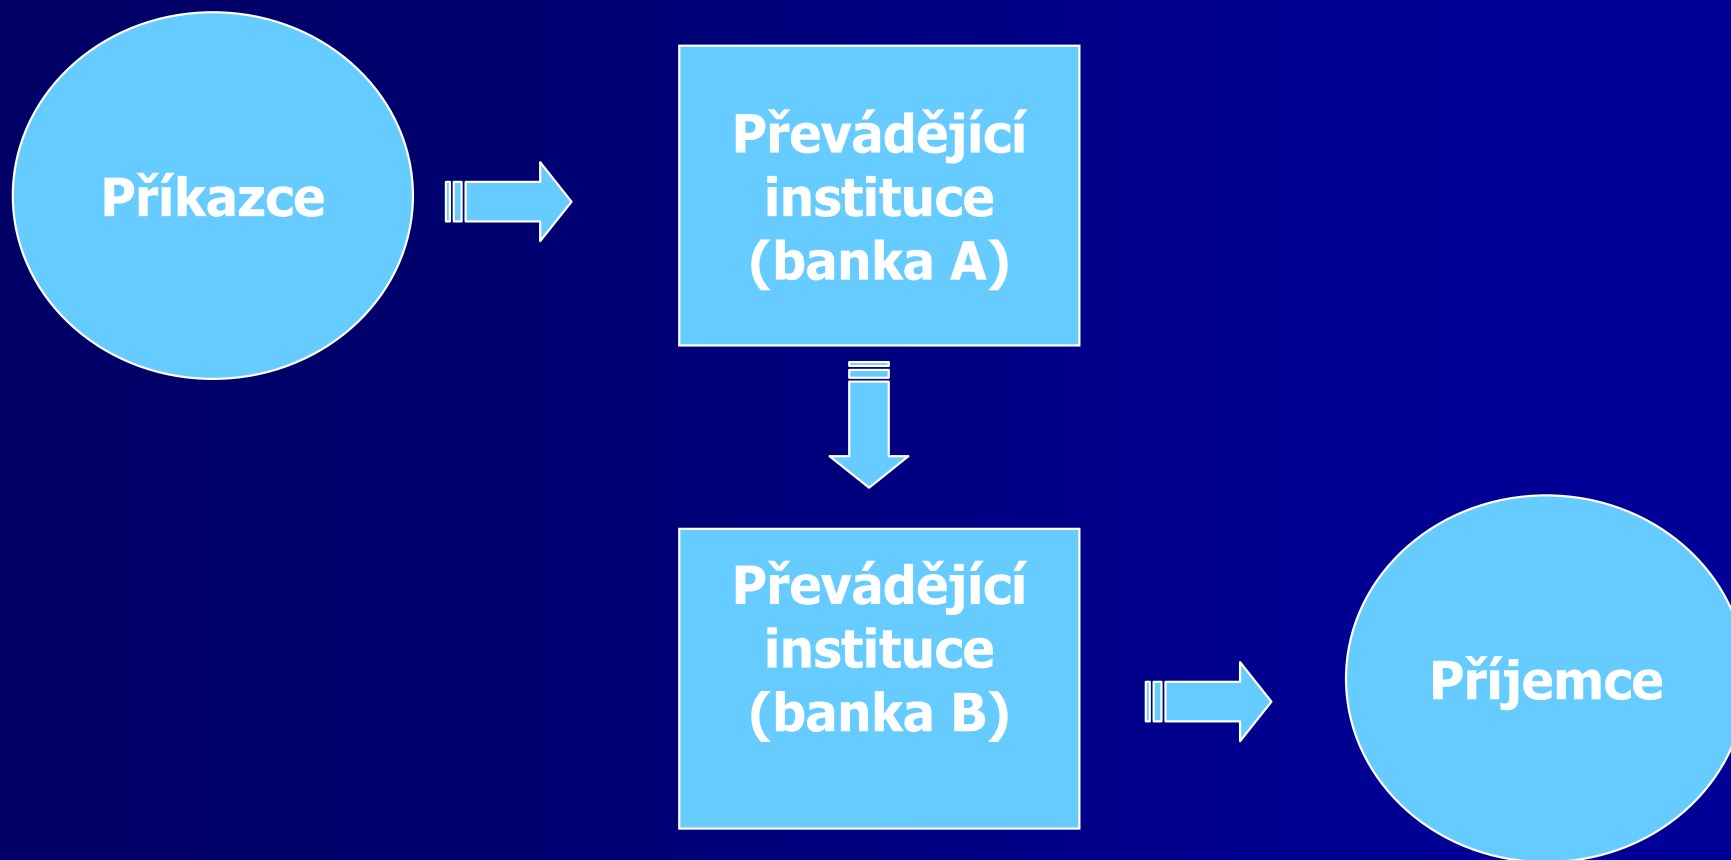 Příkazce
Převádějící
instituce
(banka A)
Převádějící
instituce
(banka B)
Příjemce